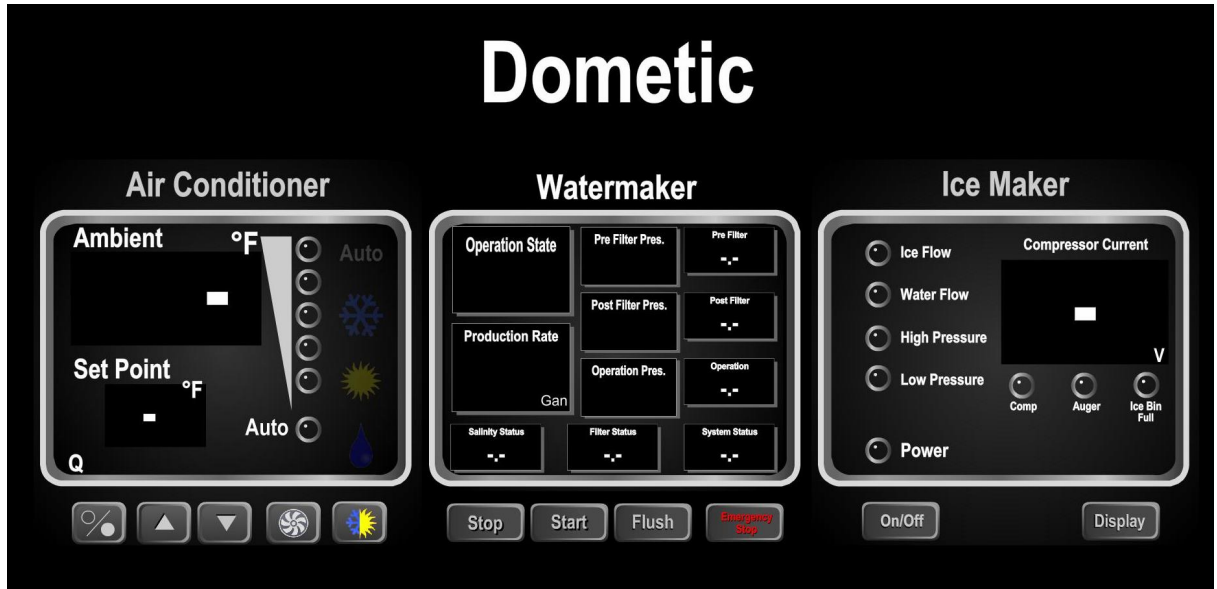 Dometic
Air Conditioner
Ambient
°F
Auto
Set Point
°F
Auto
Q
Watermaker
Operation State
Pre Filter Pres.
Pre Filter
-.-
Post Filter Pres.
Post Filter
-.-
Production Rate
Gan
Operation Pres.
Operation
-.-
Salinity Status
-.-
Filter Status
-.-
System Status
-.-
Stop
Start
Flush
Emergency
Stop
Ice Maker
Ice Flow
Water Flow
High Pressure
Low Pressure
Power
Compressor Current
-
V
Comp
Auger
Ice Bin
Full
On/Off
Display